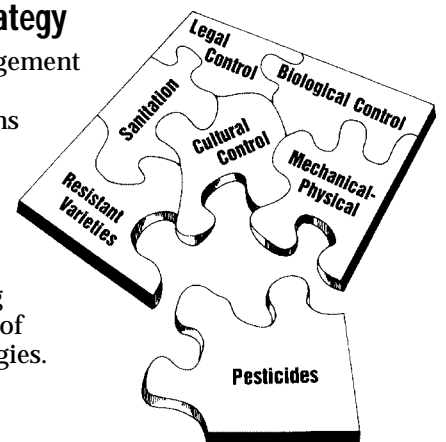 ategy
gement
ns
g
of
gies.
Legal
Control
Biological Control
Sanitation
Cultural
Control
Mechanical-
Physical
Resistant
Varieties
Pesticides